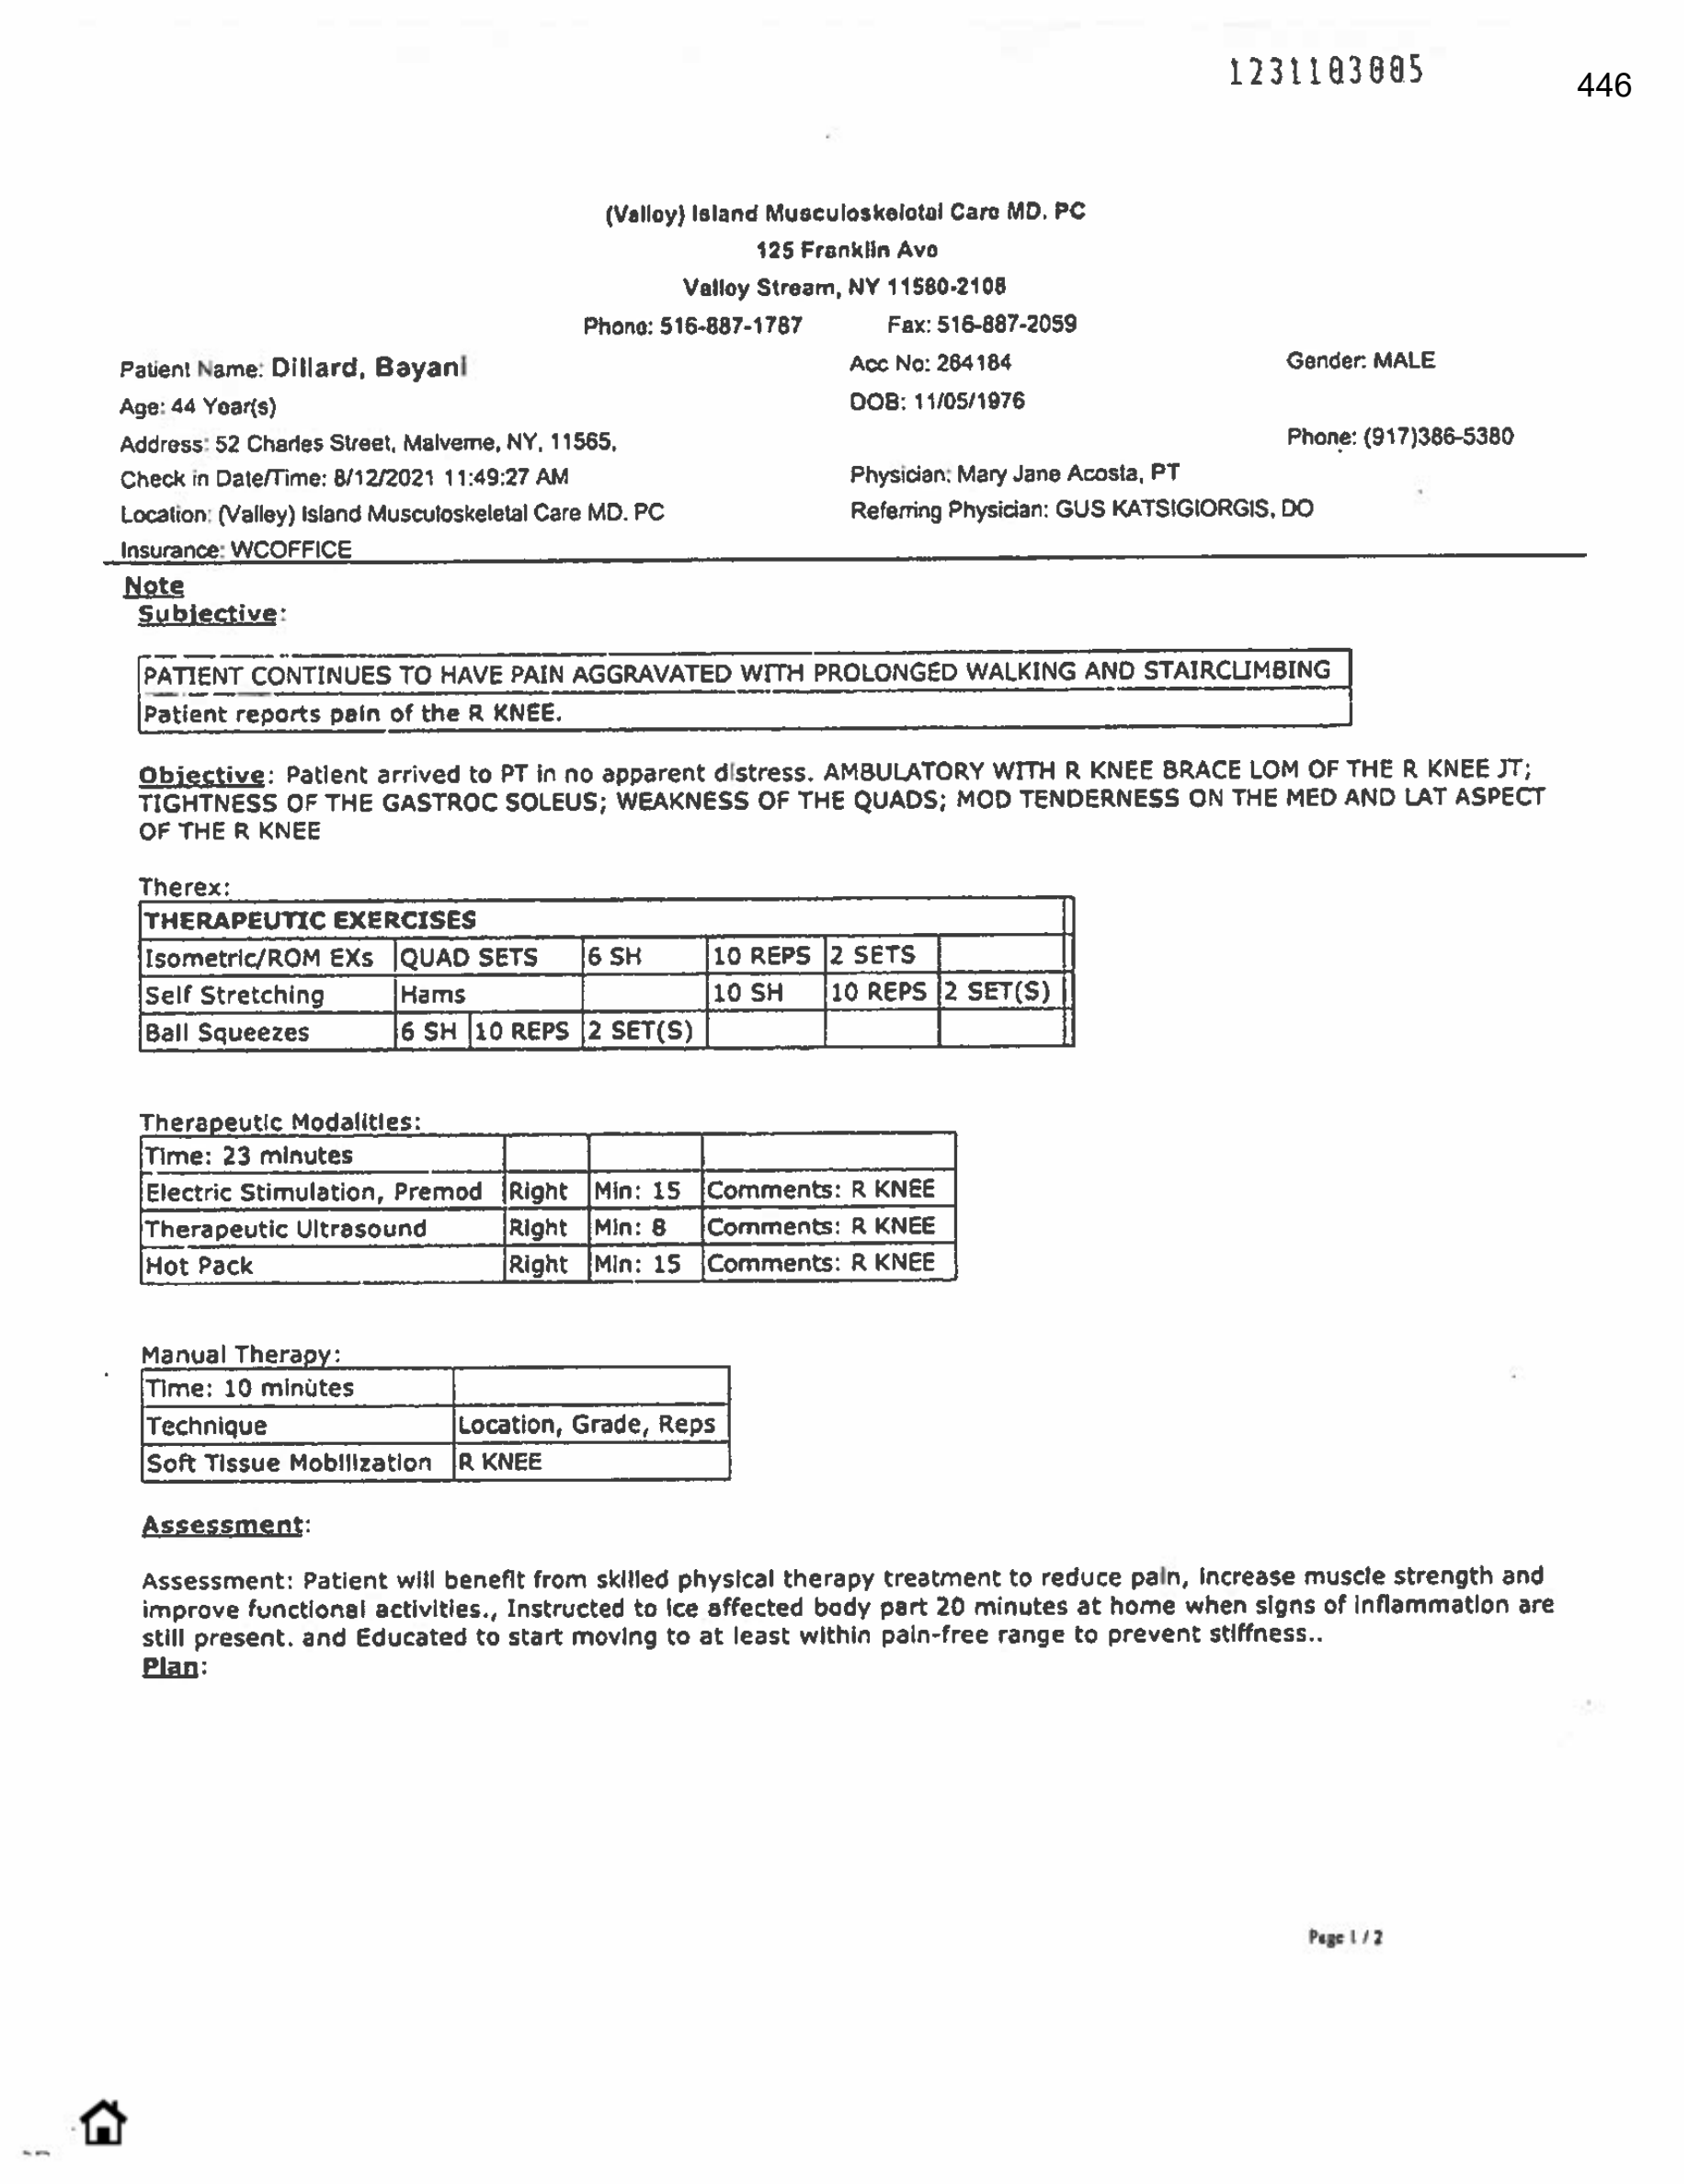 1231103005
446
(Valley) Island Musculoskeletal Care MD. PC
125 Franklin Ave
Valley Stream, NY 11580-2108
Phone: 516-887-1787 Fax: 516-887-2059
Patient Name: Dillard, Bayani Acc No: 264184 Gender: MALE
Age: 44 Year(s) DOB: 11/05/1976
Address: 52 Charles Street, Malverne, NY, 11565, Phone: (917)386-5380
Check in Date/Time: 8/12/2021 11:49:27 AM Physician: Mary Jane Acosta, PT
Location: (Valley) Island Musculoskeletal Care MD. PC Referring Physician: GUS KATSIGIORGIS, DO
Insurance: WCOFFICE
Note
Subjective:
PATIENT CONTINUES TO HAVE PAIN AGGRAVATED WITH PROLONGED WALKING AND STAIRCLIMBING
Patient reports pain of the R KNEE.
Objective: Patient arrived to PT in no apparent distress. AMBULATORY WITH R KNEE BRACE LOM OF THE R KNEE JT;
TIGHTNESS OF THE GASTROC SOLEUS; WEAKNESS OF THE QUADS; MOD TENDERNESS ON THE MED AND LAT ASPECT
OF THE R KNEE
Therex:
THERAPEUTIC EXERCISES
Isometric/ROM EXs QUAD SETS 6 SH 10 REPS 2 SETS
Self Stretching Hams 10 SH 10 REPS 2 SET(S)
Ball Squeezes 6 SH 10 REPS 2 SET(S)
Therapeutic Modalities:
Time: 23 minutes
Electric Stimulation, Premod Right Min: 15 Comments: R KNEE
Therapeutic Ultrasound Right Min: 8 Comments: R KNEE
Hot Pack Right Min: 15 Comments: R KNEE
Manual Therapy:
Time: 10 minutes
Technique Location, Grade, Reps
Soft Tissue Mobilization R KNEE
Assessment:
Assessment: Patient will benefit from skilled physical therapy treatment to reduce pain, increase muscle strength and
improve functional activities., Instructed to ice affected body part 20 minutes at home when signs of inflammation are
still present. and Educated to start moving to at least within pain-free range to prevent stiffness..
Plan:
Page 1 / 2